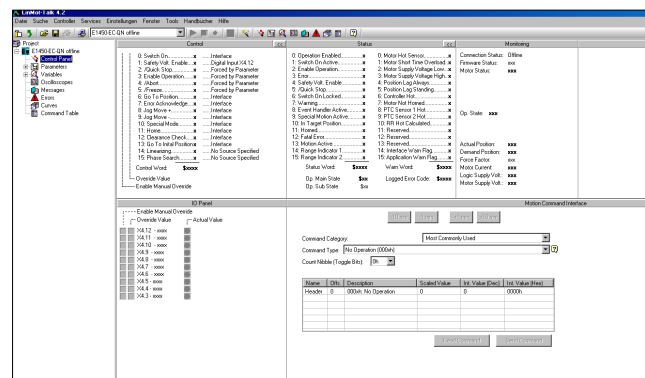 LinMot-Talk 4.2
Datei Suche Controller Services Einstellungen Fenster Tools Handbücher Hilfe
E1450-EC-QN offline
Project
E1450-EC-QN offline
Control Panel
Parameters
Variables
Oscilloscopes
Messages
Errors
Curves
Command Table
Control <<
0: Switch On x Interface
1: Safety Volt. Enable x Digital Input X4.12
2: /Quick Stop x Forced by Parameter
3: Enable Operation x Forced by Parameter
4: /Abort x Forced by Parameter
5: /Freeze x Forced by Parameter
6: Go To Position x Interface
7: Error Acknowledge x Interface
8: Jog Move + x Interface
9: Jog Move - x Interface
10: Special Mode x Interface
11: Home x Interface
12: Clearance Check x Interface
13: Go To Initial Position x Interface
14: Linearizing x No Source Specified
15: Phase Search x No Source Specified
Control Word: $xxxx
Override Value
Enable Manual Override
Status <<
0: Operation Enabled x
1: Switch On Active x
2: Enable Operation x
3: Error x
4: Safety Volt. Enable x
5: /Quick Stop x
6: Switch On Locked x
7: Warning x
8: Event Handler Active x
9: Special Motion Active x
10: In Target Position x
11: Homed x
12: Fatal Error x
13: Motion Active x
14: Range Indicator 1 x
15: Range Indicator 2 x
Status Word: $xxxx
Op. Main State $xx
Op. Sub State $xx
0: Motor Hot Sensor x
1: Motor Short Time Overload x
2: Motor Supply Voltage Low x
3: Motor Supply Voltage High x
4: Position Lag Always x
5: Position Lag Standing x
6: Controller Hot x
7: Motor Not Homed x
8: PTC Sensor 1 Hot x
9: PTC Sensor 2 Hot x
10: RR Hot Calculated x
11: Reserved x
12: Reserved x
13: Reserved x
14: Interface Warn Flag x
15: Application Warn Flag x
Warn Word: $xxxx
Logged Error Code: $xxxx
Monitoring
Connection Status: Offline
Firmware Status: xxx
Motor Status: xxx
Op. State xxx
Actual Position: xxx
Demand Position: xxx
Force Factor: xxx
Motor Current xxx
Logic Supply Volt.: xxx
Motor Supply Volt.: xxx
IO Panel
Enable Manual Override
Override Value Actual Value
X4.12 - xxxx
X4.11 - xxxx
X4.10 - xxxx
X4.9 - xxxx
X4.8 - xxxx
X4.7 - xxxx
X4.6 - xxxx
X4.5 - xxxx
X4.4 - xxxx
X4.3 - xxxx
Motion Command Interface
Command Category: Most Commonly Used
Command Type: No Operation (000xh)
Count Nibble (Toggle Bits): 0h
Name Offs. Description Scaled Value Int. Value (Dec) Int. Value (Hex)
Header 0 000xh: No Operation 0 0 0000h
Read Command Send Command